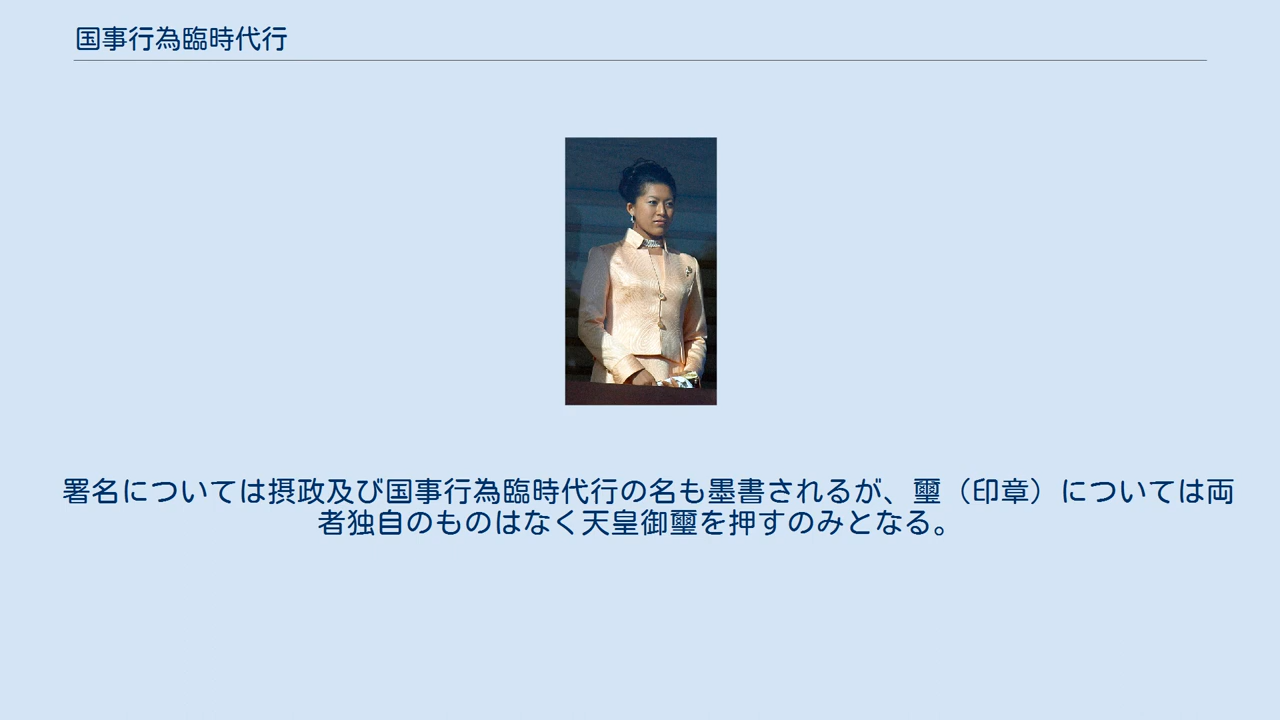 国事行為臨時代行
署名については摂政及び国事行為臨時代行の名も墨書されるが、璽（印章）については両
者独自のものはなく天皇御璽を押すのみとなる。